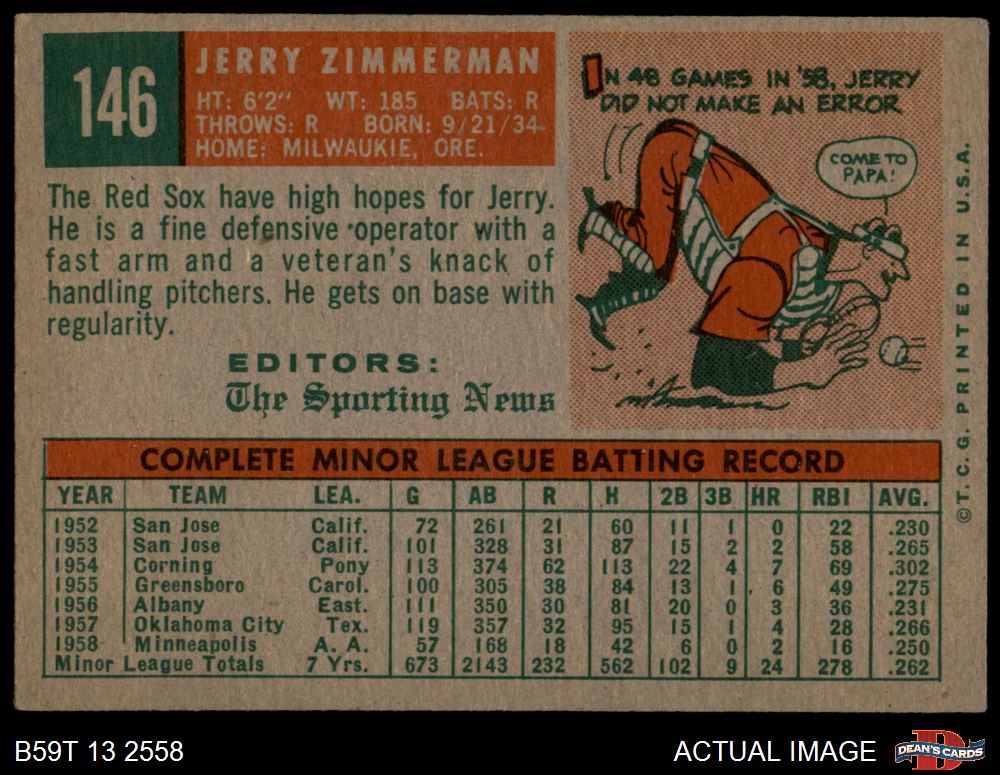 146
JERRY ZIMMERMAN
HT: 6'2" WT: 185 BATS: R
THROWS: R BORN: 9/21/34
HOME: MILWAUKIE, ORE.
IN 48 GAMES IN '58, JERRY
DID NOT MAKE AN ERROR
COME TO
PAPA!
The Red Sox have high hopes for Jerry.
He is a fine defensive operator with a
fast arm and a veteran's knack of
handling pitchers. He gets on base with
regularity.
EDITORS:
The Sporting News
©T.C.G. PRINTED IN U.S.A.
COMPLETE MINOR LEAGUE BATTING RECORD
YEAR TEAM LEA. G AB R H 2B 3B HR RBI AVG.
1952 San Jose Calif. 72 261 21 60 11 1 0 22 .230
1953 San Jose Calif. 101 328 31 87 15 2 2 58 .265
1954 Corning Pony 113 374 62 113 22 4 7 69 .302
1955 Greensboro Carol. 100 305 38 84 13 1 6 49 .275
1956 Albany East. 111 350 30 81 20 0 3 36 .231
1957 Oklahoma City Tex. 119 357 32 95 15 1 4 28 .266
1958 Minneapolis A. A. 57 168 18 42 6 0 2 16 .250
Minor League Totals 7 Yrs. 673 2143 232 562 102 9 24 278 .262
B59T 13 2558
ACTUAL IMAGE
DEAN'S CARDS